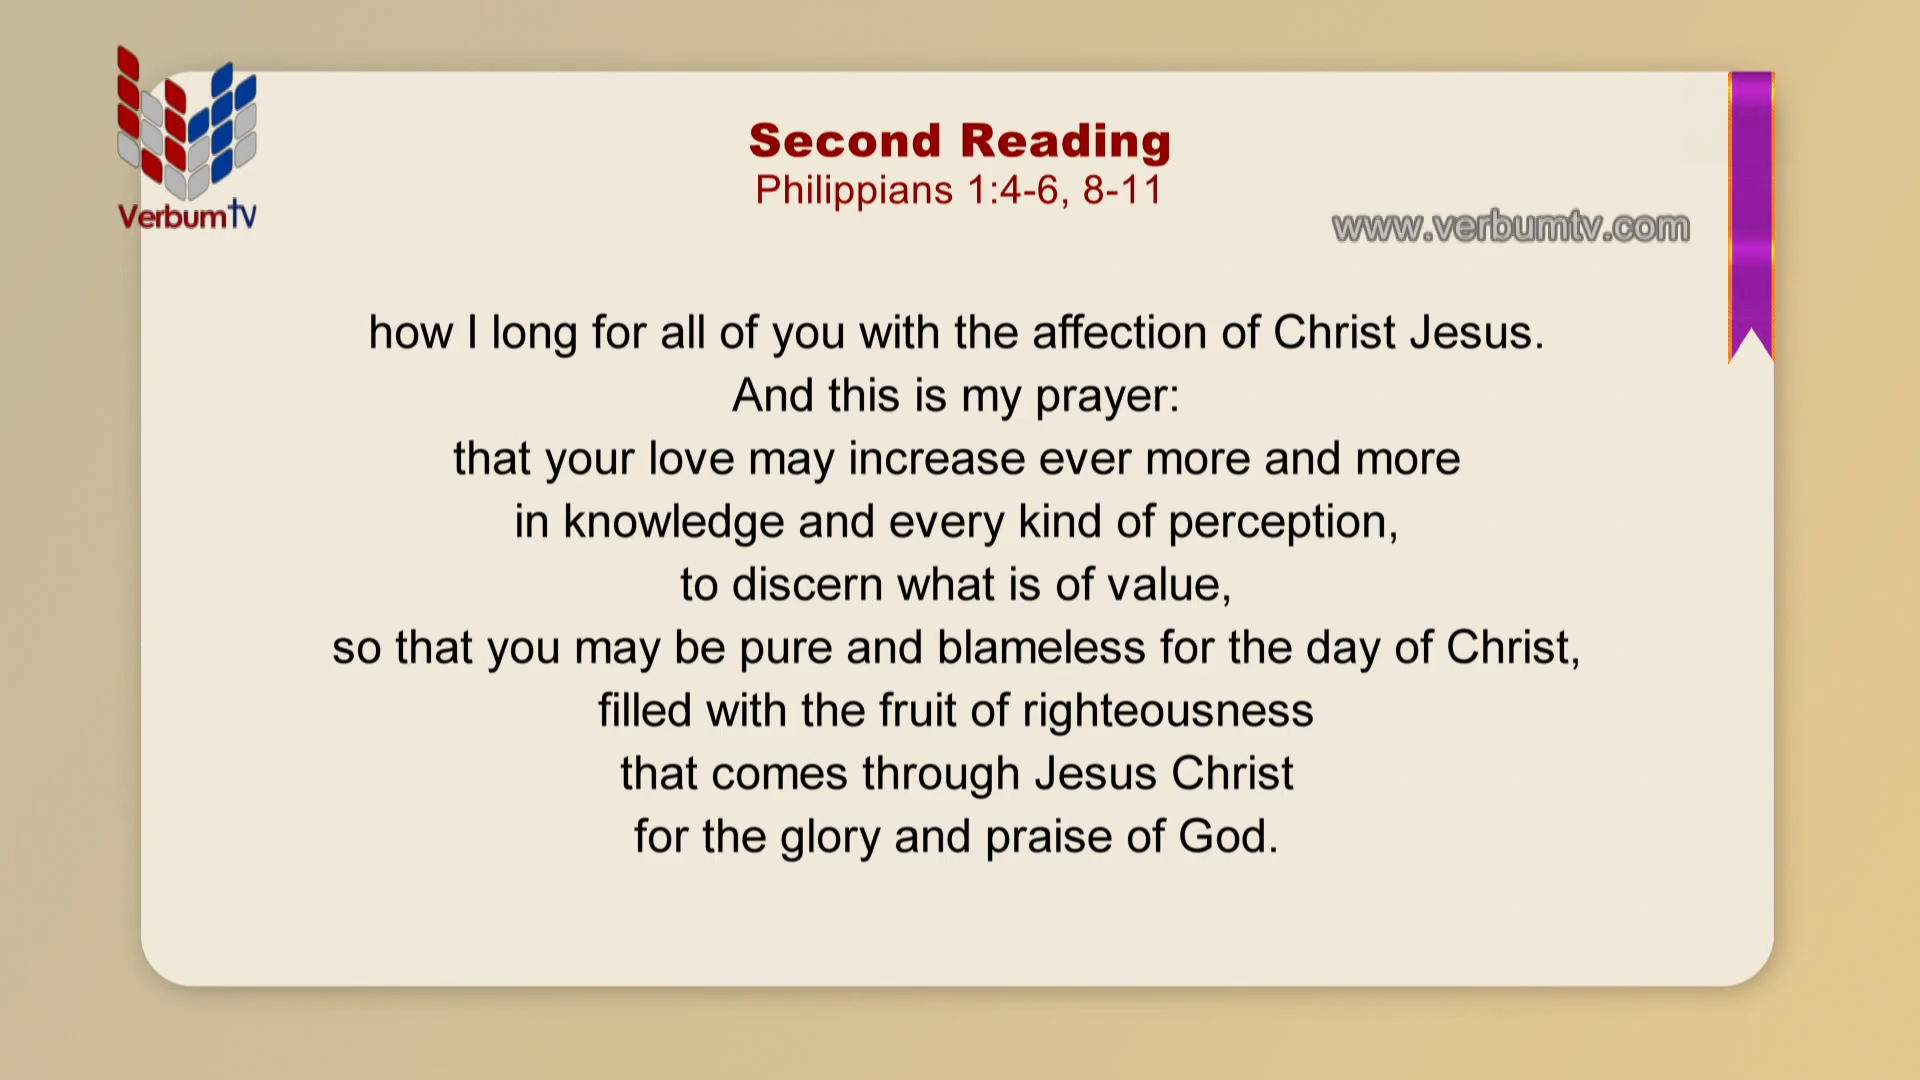 VerbumTV
Second Reading
Philippians 1:4-6, 8-11
www.verbumtv.com
how I long for all of you with the affection of Christ Jesus.
And this is my prayer:
that your love may increase ever more and more
in knowledge and every kind of perception,
to discern what is of value,
so that you may be pure and blameless for the day of Christ,
filled with the fruit of righteousness
that comes through Jesus Christ
for the glory and praise of God.